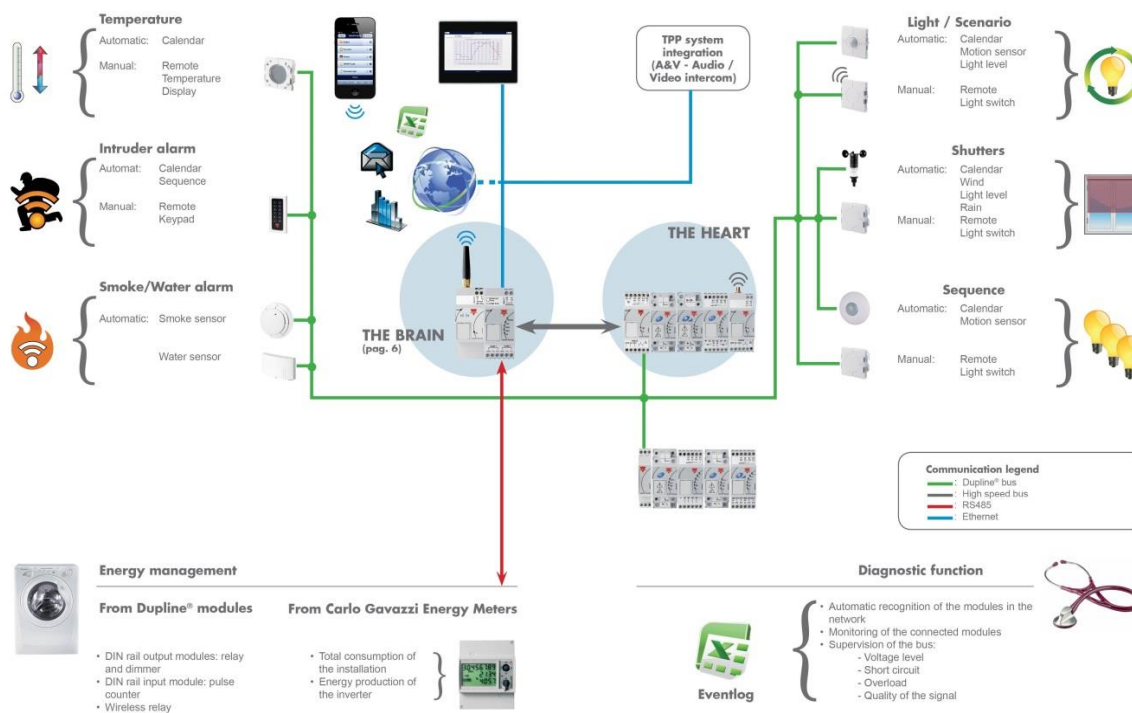 Temperature
Automatic: Calendar
Manual: Remote
Temperature
Display
Intruder alarm
Automat: Calendar
Sequence
Manual: Remote
Keypad
Smoke/Water alarm
Automatic: Smoke sensor
Water sensor
TPP system
integration
(A&V - Audio /
Video intercom)
THE BRAIN
(pag. 6)
THE HEART
Light / Scenario
Automatic: Calendar
Motion sensor
Light level
Manual: Remote
Light switch
Shutters
Automatic: Calendar
Wind
Light level
Rain
Manual: Remote
Light switch
Sequence
Automatic: Calendar
Motion sensor
Manual: Remote
Light switch
Communication legend
: Dupline® bus
: High speed bus
: RS485
: Ethernet
Energy management
From Dupline® modules
• DIN rail output modules: relay
and dimmer
• DIN rail input module: pulse
counter
• Wireless relay
From Carlo Gavazzi Energy Meters
• Total consumption of
the installation
• Energy production of
the inverter
Diagnostic function
Eventlog
• Automatic recognition of the modules in the
network
• Monitoring of the connected modules
• Supervision of the bus:
- Voltage level
- Short circuit
- Overload
- Quality of the signal